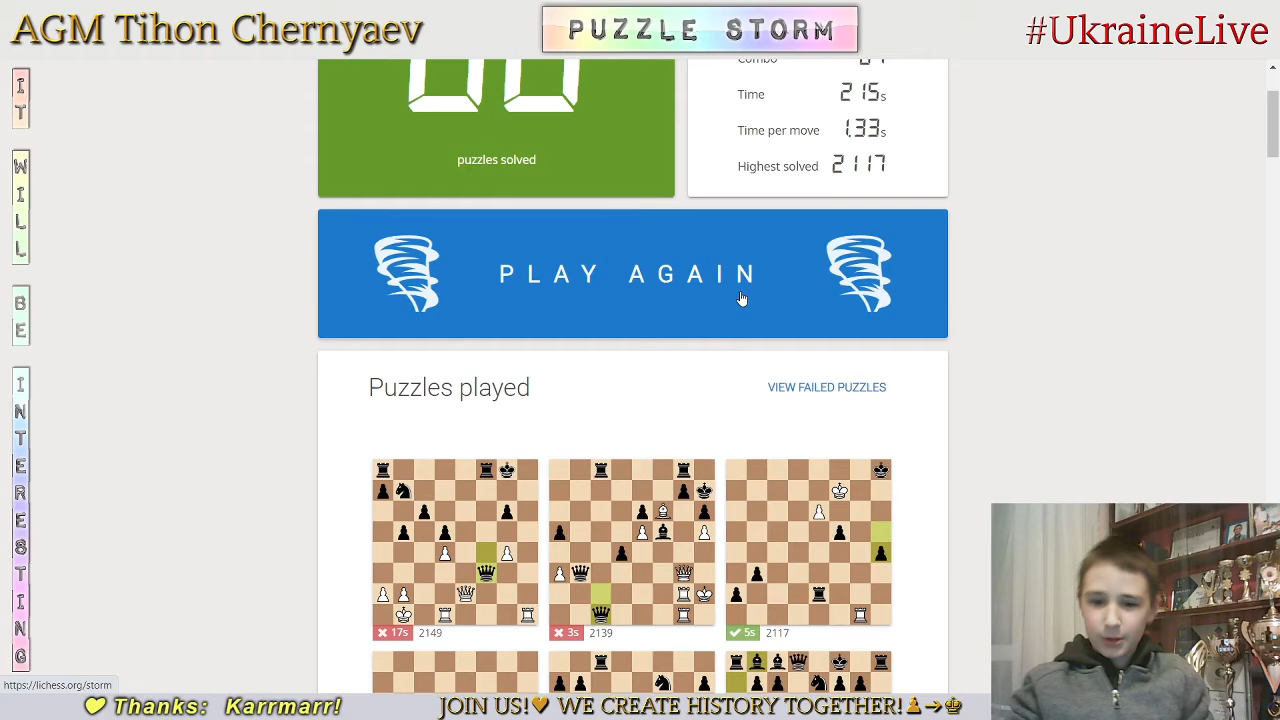 AGM Tihon Chernyaev
PUZZLE STORM
#UkraineLive
IT
WILL
BE
INTERESTING
puzzles solved
Time 215s
Time per move 1.33s
Highest solved 2117
PLAY AGAIN
Puzzles played
VIEW FAILED PUZZLES
17s 2149
3s 2139
5s 2117
https://lichess.org/storm
Thanks: Karrmarr!
JOIN US! WE CREATE HISTORY TOGETHER!